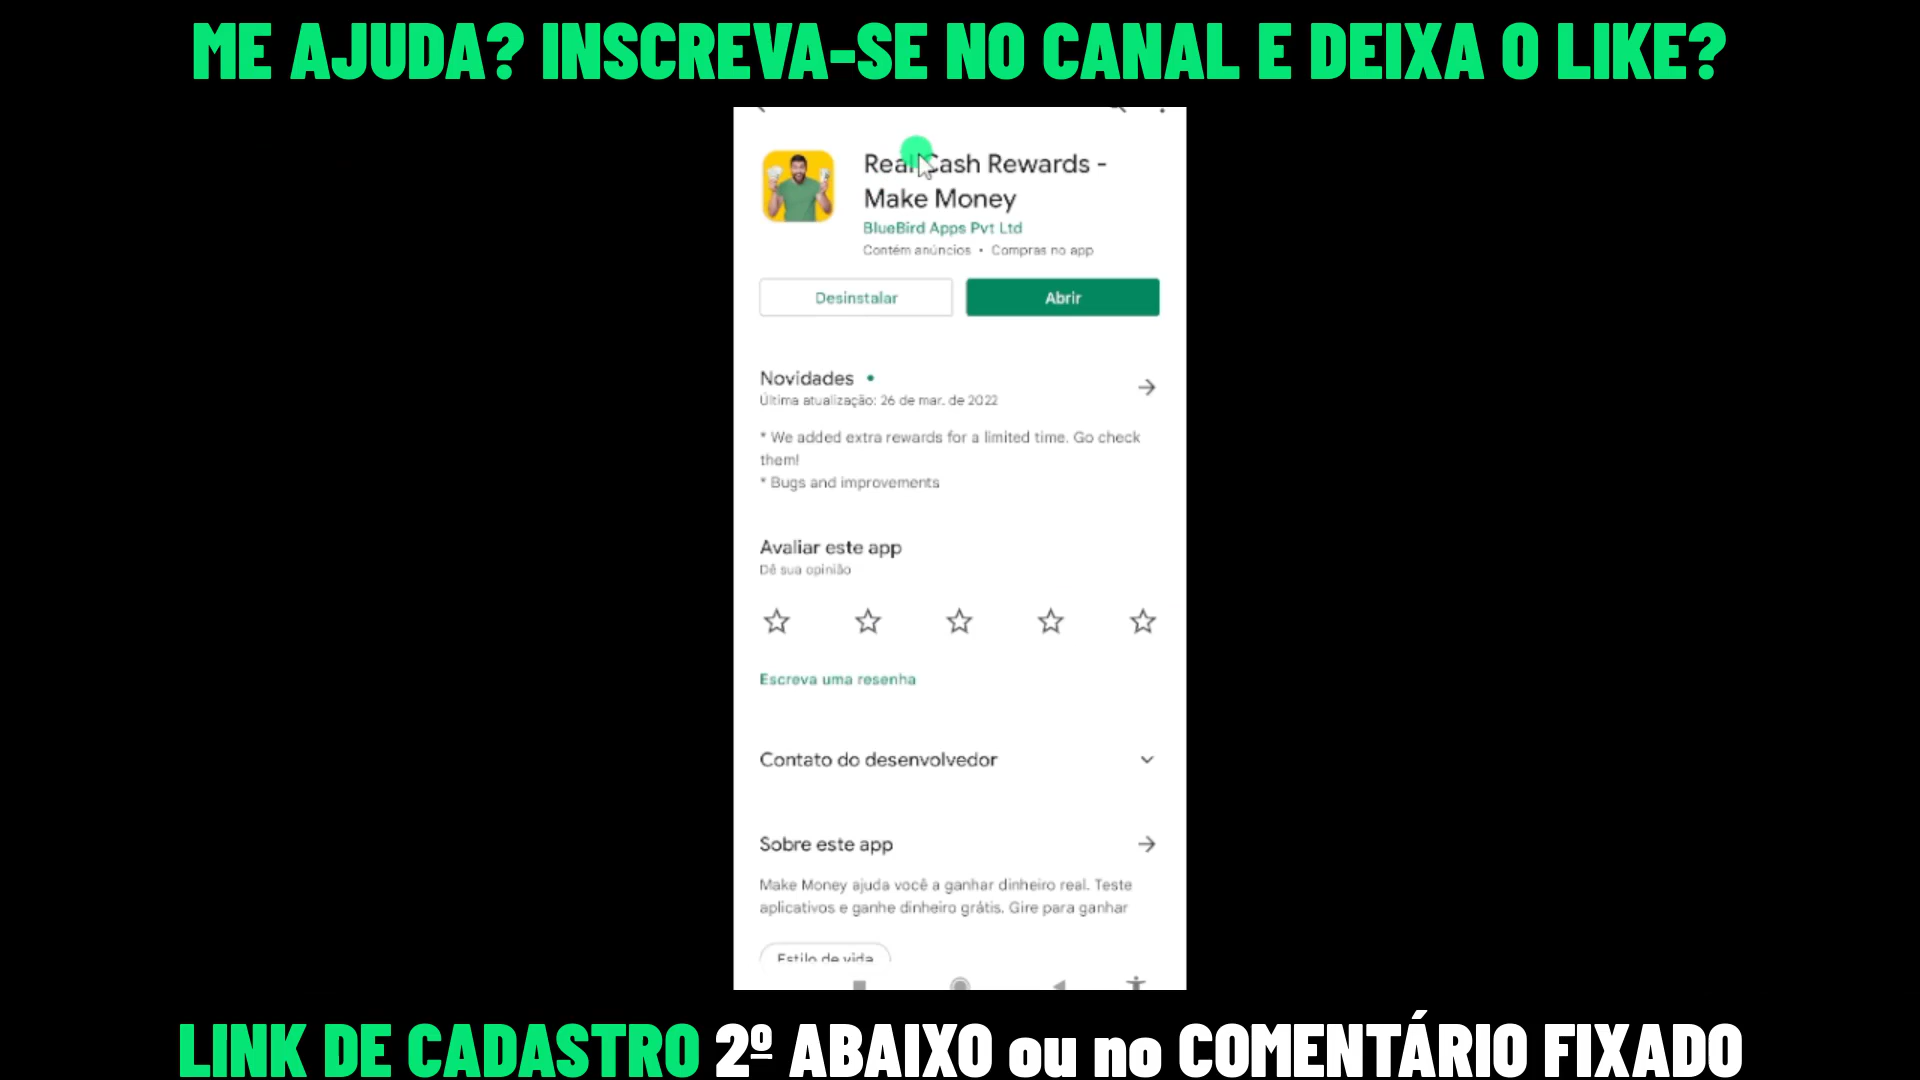 ME AJUDA? INSCREVA-SE NO CANAL E DEIXA O LIKE?
Real Cash Rewards -
Make Money
BlueBird Apps Pvt Ltd
Contém anúncios • Compras no app
Desinstalar
Abrir
Novidades •
Última atualização: 26 de mar. de 2022
* We added extra rewards for a limited time. Go check
them!
* Bugs and improvements
Avaliar este app
Dê sua opinião
Escreva uma resenha
Contato do desenvolvedor
Sobre este app
Make Money ajuda você a ganhar dinheiro real. Teste
aplicativos e ganhe dinheiro grátis. Gire para ganhar
Estilo de vida
LINK DE CADASTRO 2º ABAIXO ou no COMENTÁRIO FIXADO